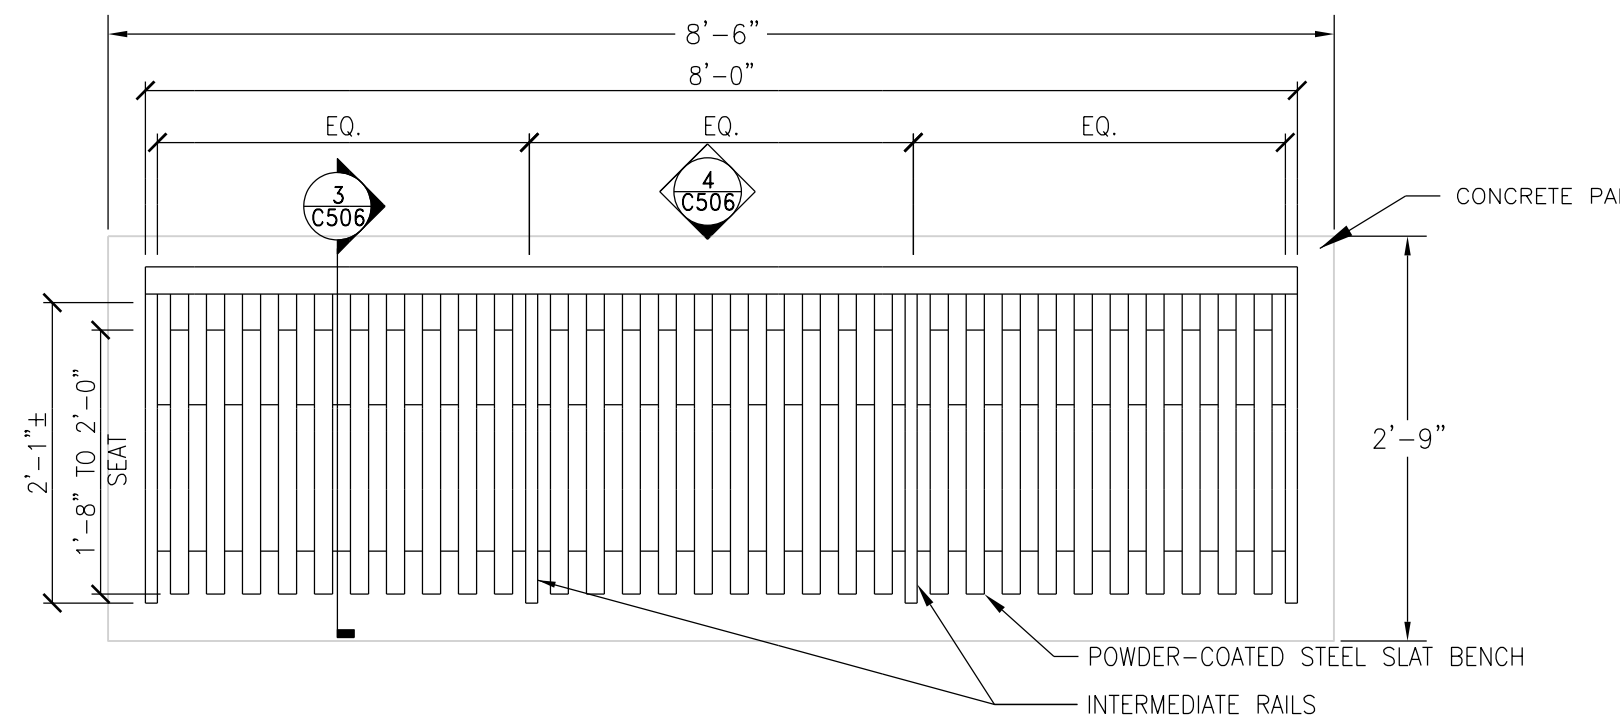 8'-6"
8'-0"
EQ.
EQ.
EQ.
3
C506
4
C506
CONCRETE
2'-1"±
1'-8" TO 2'-0"
SEAT
2'-9"
POWDER-COATED STEEL SLAT BENCH
INTERMEDIATE RAILS